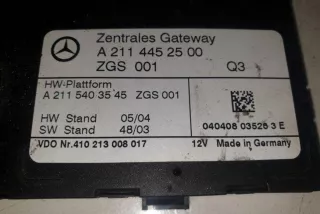 Zentrales Gateway
A 211 445 25 00
ZGS 001 Q3
HW-Plattform
A 211 540 35 45 ZGS 001
HW Stand 05/04
SW Stand 48/03
040406 03526 3 E
VDO Nr. 410 213 008 017 12V Made in Germany